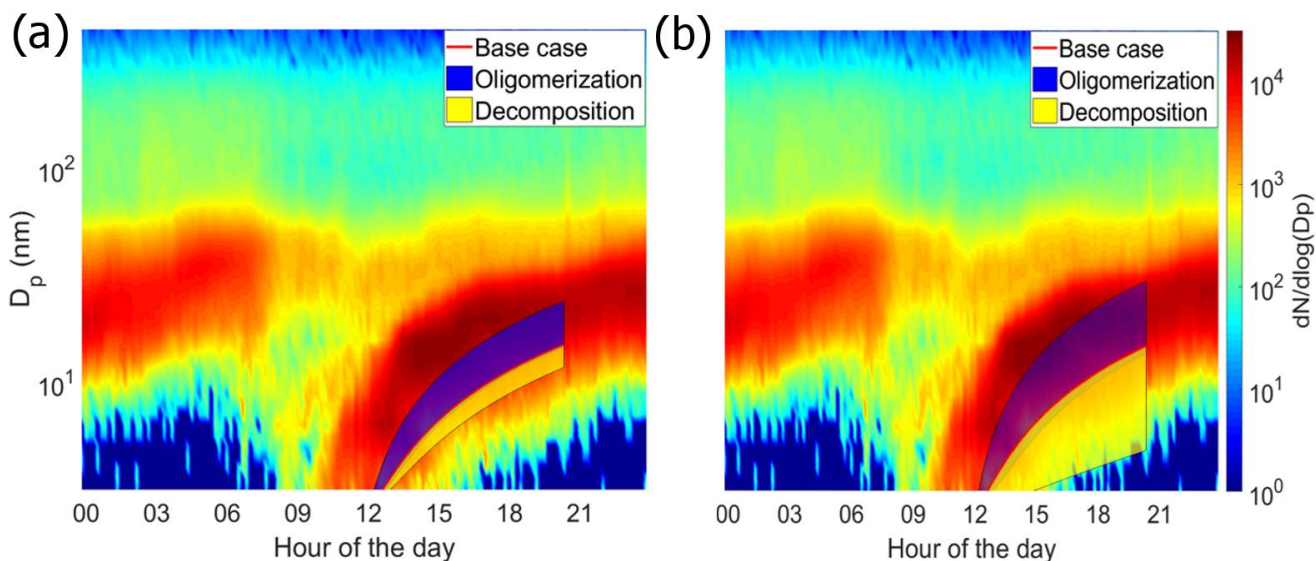 (a)
Base case
Oligomerization
Decomposition
D_p (nm)
10^2
10^1
00 03 06 09 12 15 18 21
Hour of the day
(b)
Base case
Oligomerization
Decomposition
00 03 06 09 12 15 18 21
Hour of the day
10^4
10^3
10^2
10^1
10^0
dN/dlog(Dp)